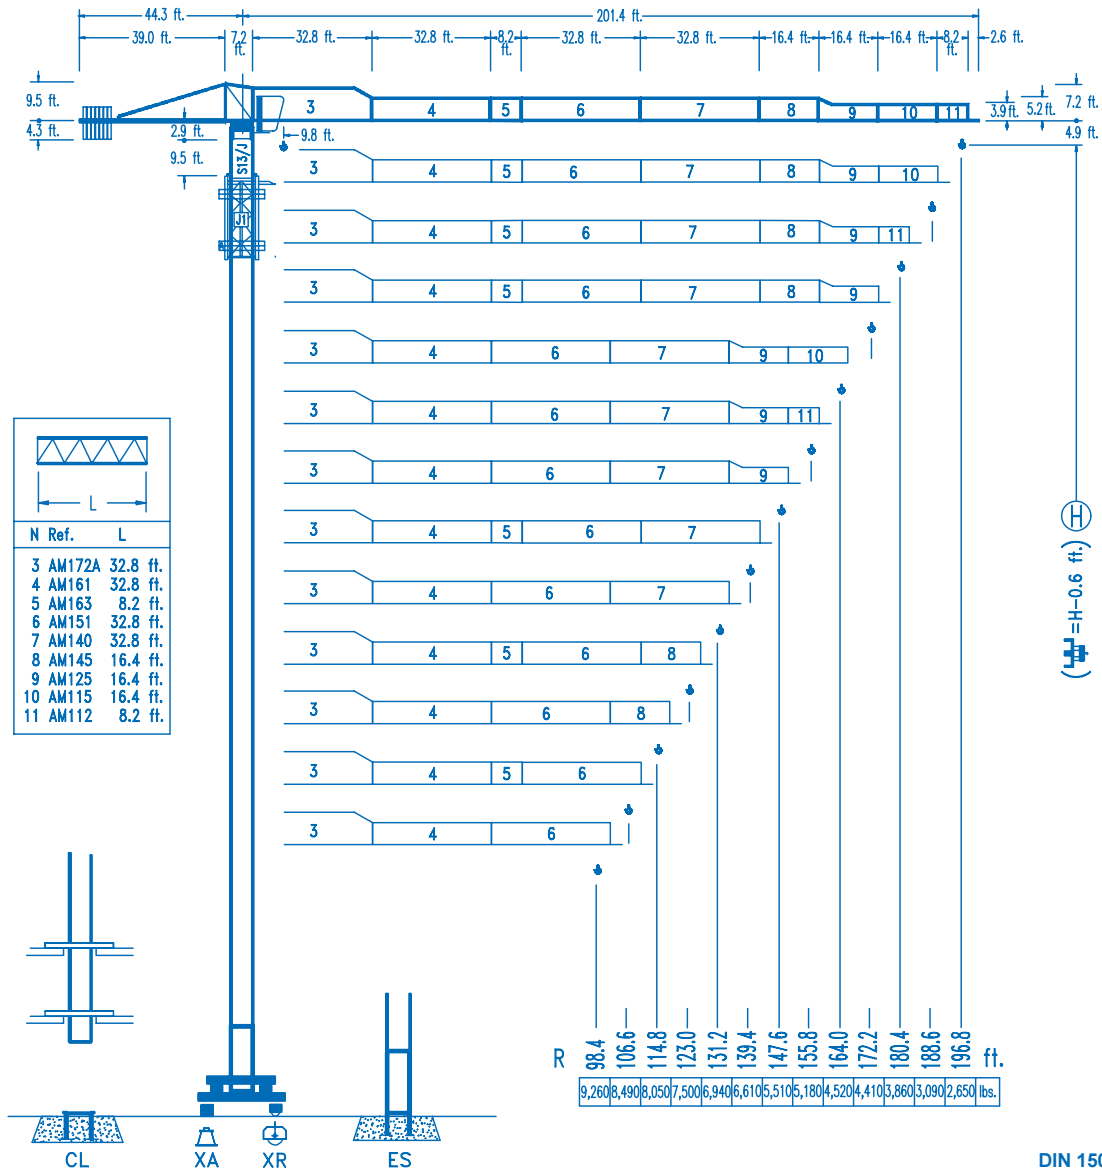 44.3 ft.
201.4 ft.
39.0 ft.
7.2 ft.
32.8 ft.
32.8 ft.
8.2 ft.
32.8 ft.
32.8 ft.
16.4 ft.
16.4 ft.
16.4 ft.
8.2 ft.
2.6 ft.
9.5 ft.
4.3 ft.
2.9 ft.
9.5 ft.
9.8 ft.
3.9 ft.
5.2 ft.
7.2 ft.
4.9 ft.
3 4 5 6 7 8 9 10 11
S13/J
J1
3 4 5 6 7 8 9 10
3 4 5 6 7 8 9 11
3 4 5 6 7 8 9
3 4 6 7 9 10
3 4 6 7 9 11
3 4 6 7 9
3 4 5 6 7
3 4 6 7
3 4 5 6 8
3 4 6 8
3 4 5 6
3 4 6
H
( =H-0.6 ft.)
L
N Ref. L
3 AM172A 32.8 ft.
4 AM161 32.8 ft.
5 AM163 8.2 ft.
6 AM151 32.8 ft.
7 AM140 32.8 ft.
8 AM145 16.4 ft.
9 AM125 16.4 ft.
10 AM115 16.4 ft.
11 AM112 8.2 ft.
R 98.4 106.6 114.8 123.0 131.2 139.4 147.6 155.8 164.0 172.2 180.4 188.6 196.8 ft.
9,260 8,490 8,050 7,500 6,940 6,610 5,510 5,180 4,520 4,410 3,860 3,090 2,650 lbs.
CL
XA
XR
ES
DIN 150